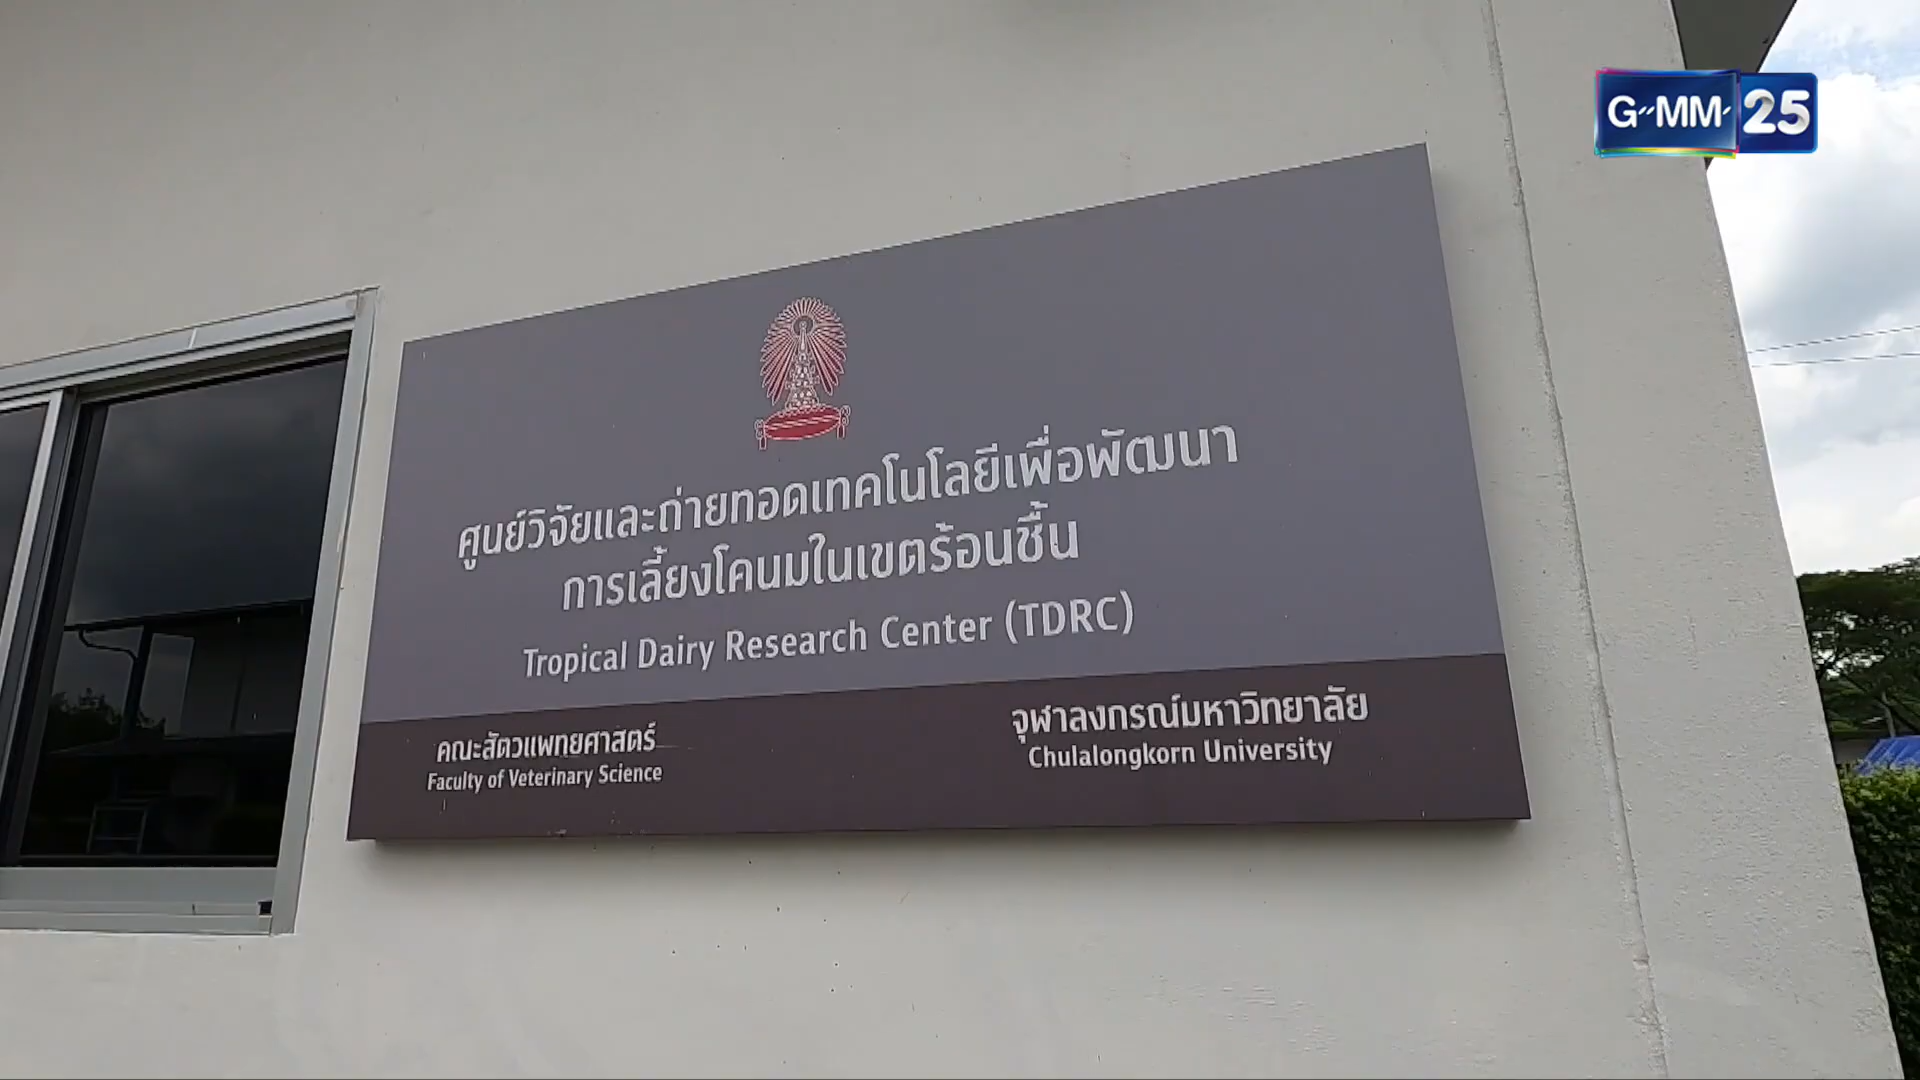 G"MM' 25
ศูนย์วิจัยและถ่ายทอดเทคโนโลยีเพื่อพัฒนา
การเลี้ยงโคนมในเขตร้อนชื้น
Tropical Dairy Research Center (TDRC)
คณะสัตวแพทยศาสตร์
Faculty of Veterinary Science
จุฬาลงกรณ์มหาวิทยาลัย
Chulalongkorn University